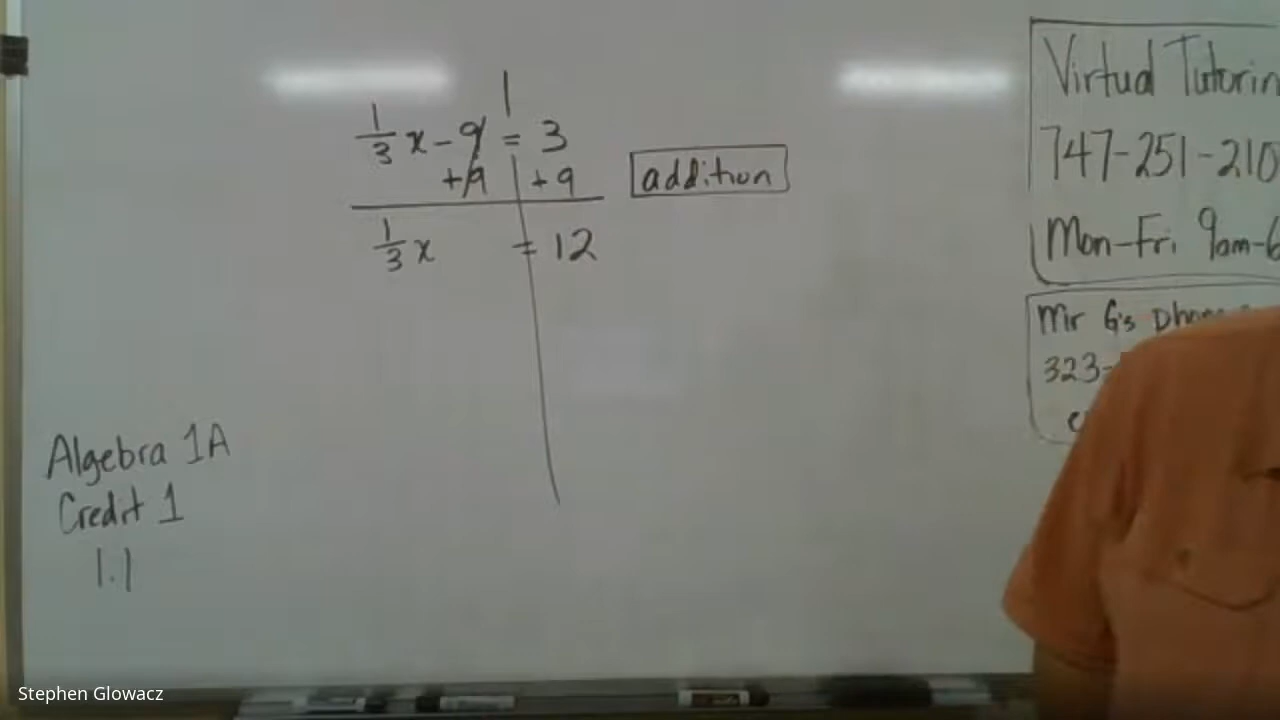 1/3 x - 9 = 3
+9 | +9
addition
1/3 x = 12
Algebra 1A
Credit 1
1.1
Virtual Tutorin
747-251-210
Mon-Fri. 9am-6
Mr G's Phone
323-
Stephen Glowacz